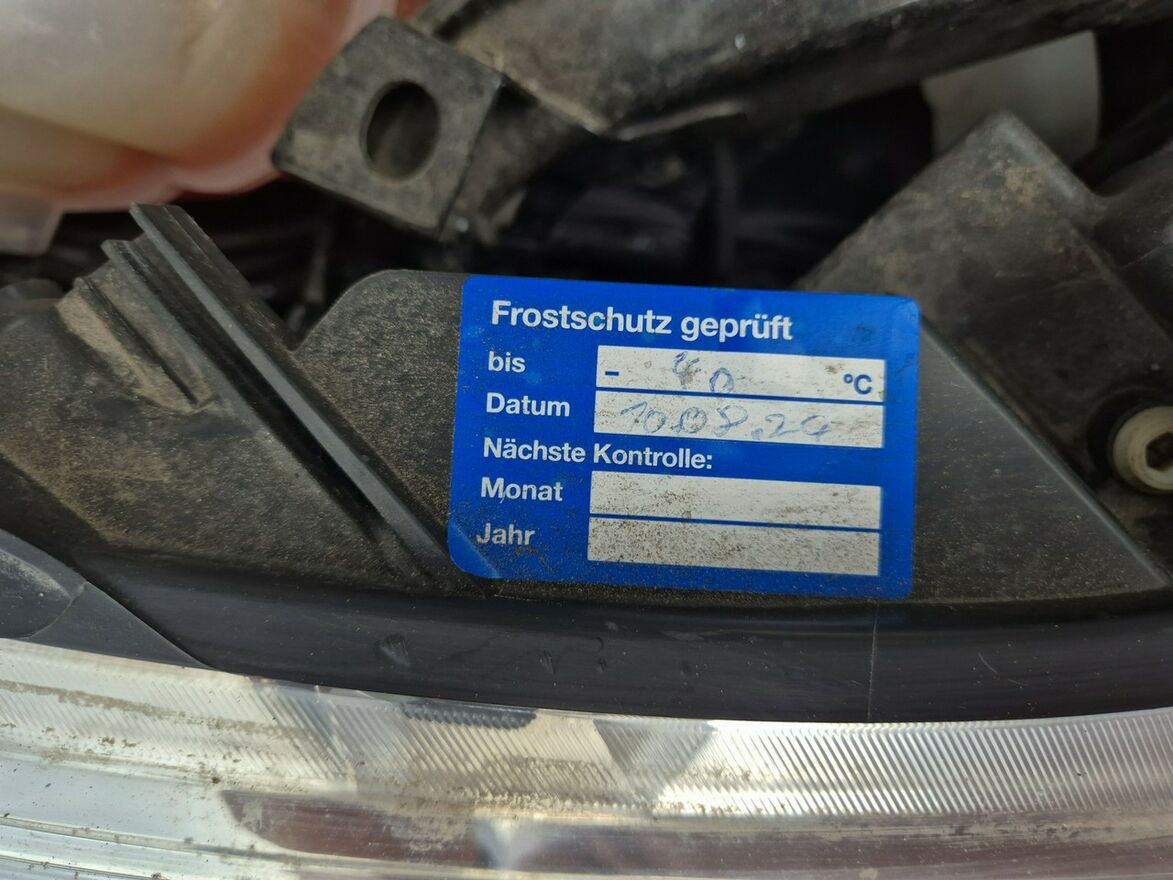 Frostschutz geprüft
bis - 40 °C
Datum 10.08.24
Nächste Kontrolle:
Monat
Jahr